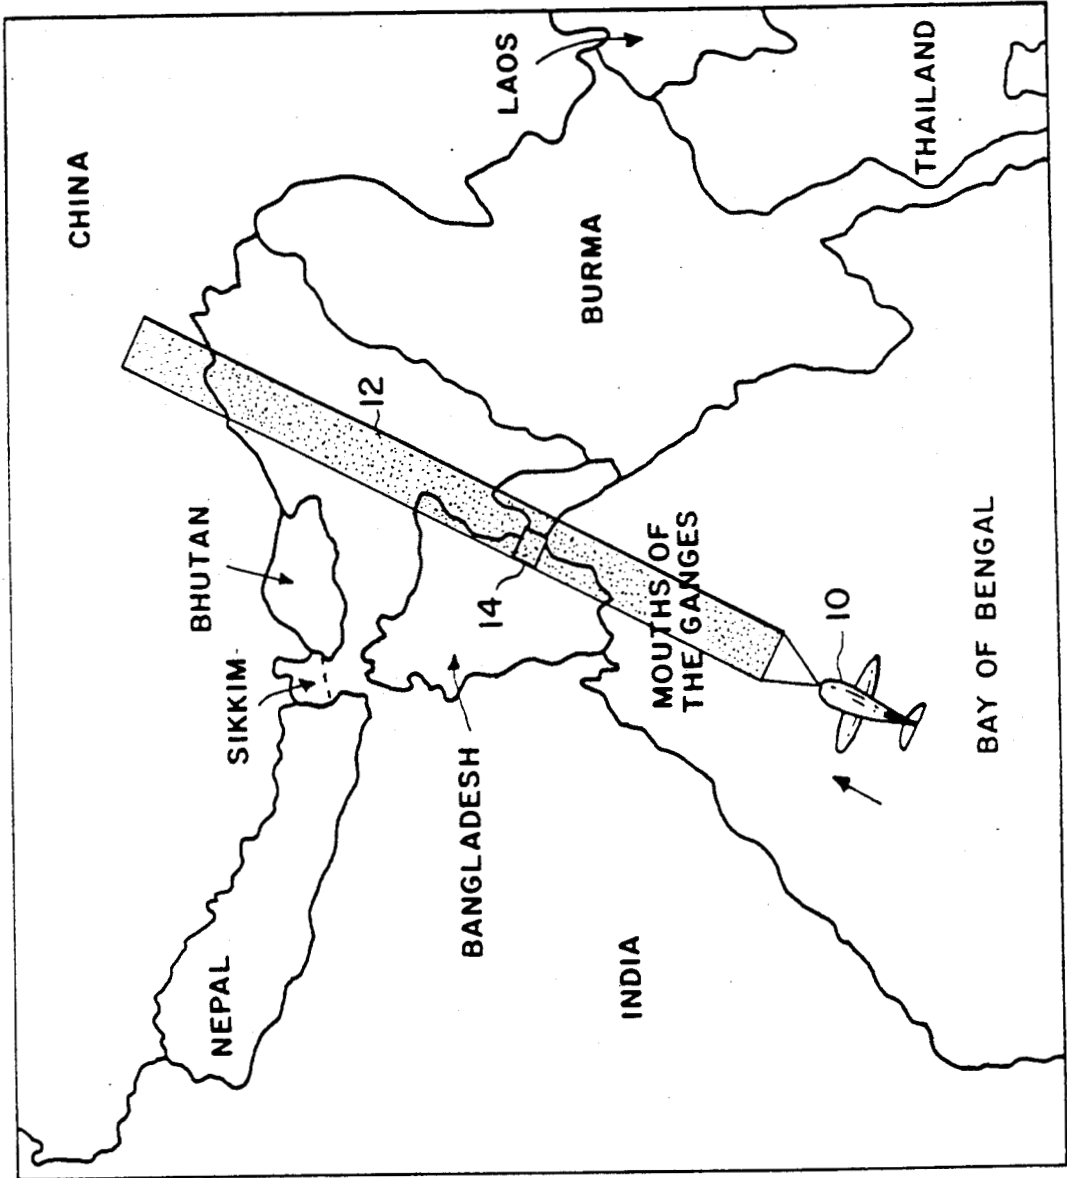 CHINA
LAOS
THAILAND
BURMA
12
BHUTAN
SIKKIM
14
MOUTHS OF
THE GANGES
10
BAY OF BENGAL
BANGLADESH
NEPAL
INDIA